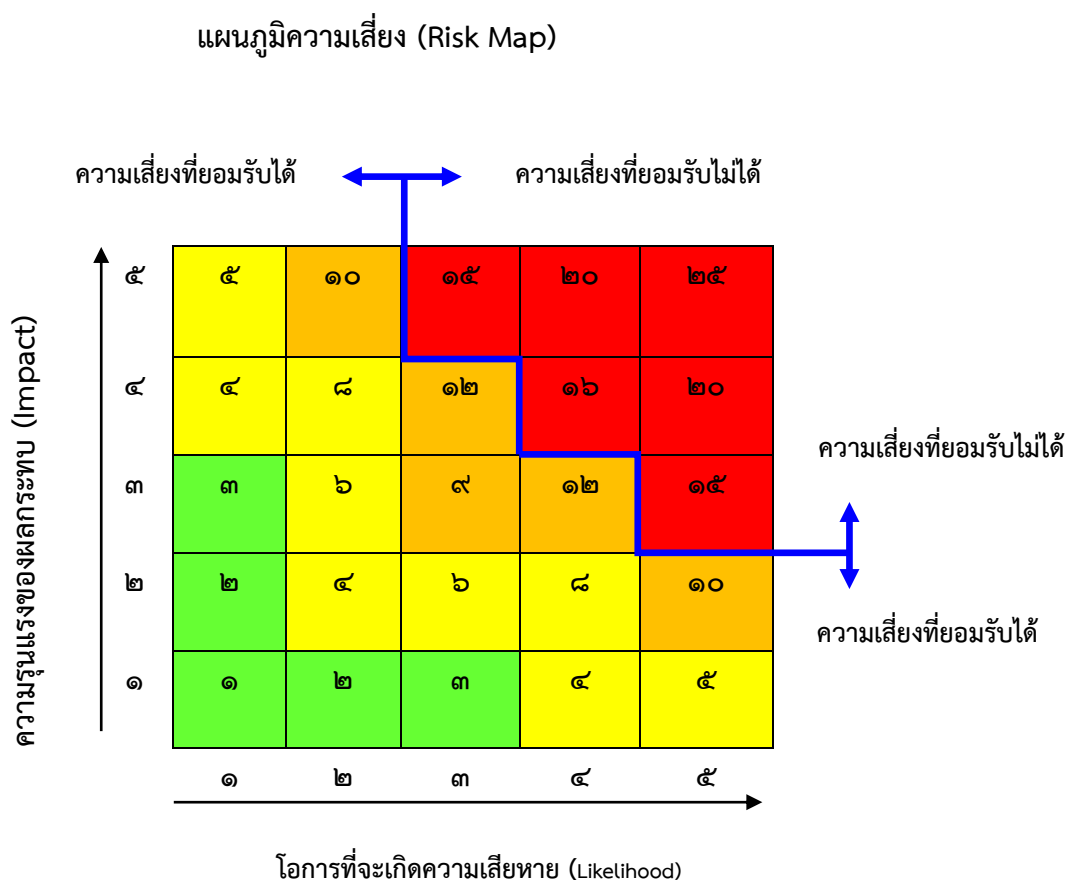 แผนภูมิความเสี่ยง (Risk Map)
ความเสี่ยงที่ยอมรับได้ ความเสี่ยงที่ยอมรับไม่ได้
ความรุนแรงของผลกระทบ (Impact)
๕ ๕ ๑๐ ๑๕ ๒๐ ๒๕
๔ ๔ ๘ ๑๒ ๑๖ ๒๐
ความเสี่ยงที่ยอมรับไม่ได้
๓ ๓ ๖ ๙ ๑๒ ๑๕
๒ ๒ ๔ ๖ ๘ ๑๐
ความเสี่ยงที่ยอมรับได้
๑ ๑ ๒ ๓ ๔ ๕
๑ ๒ ๓ ๔ ๕
โอการที่จะเกิดความเสียหาย (Likelihood)